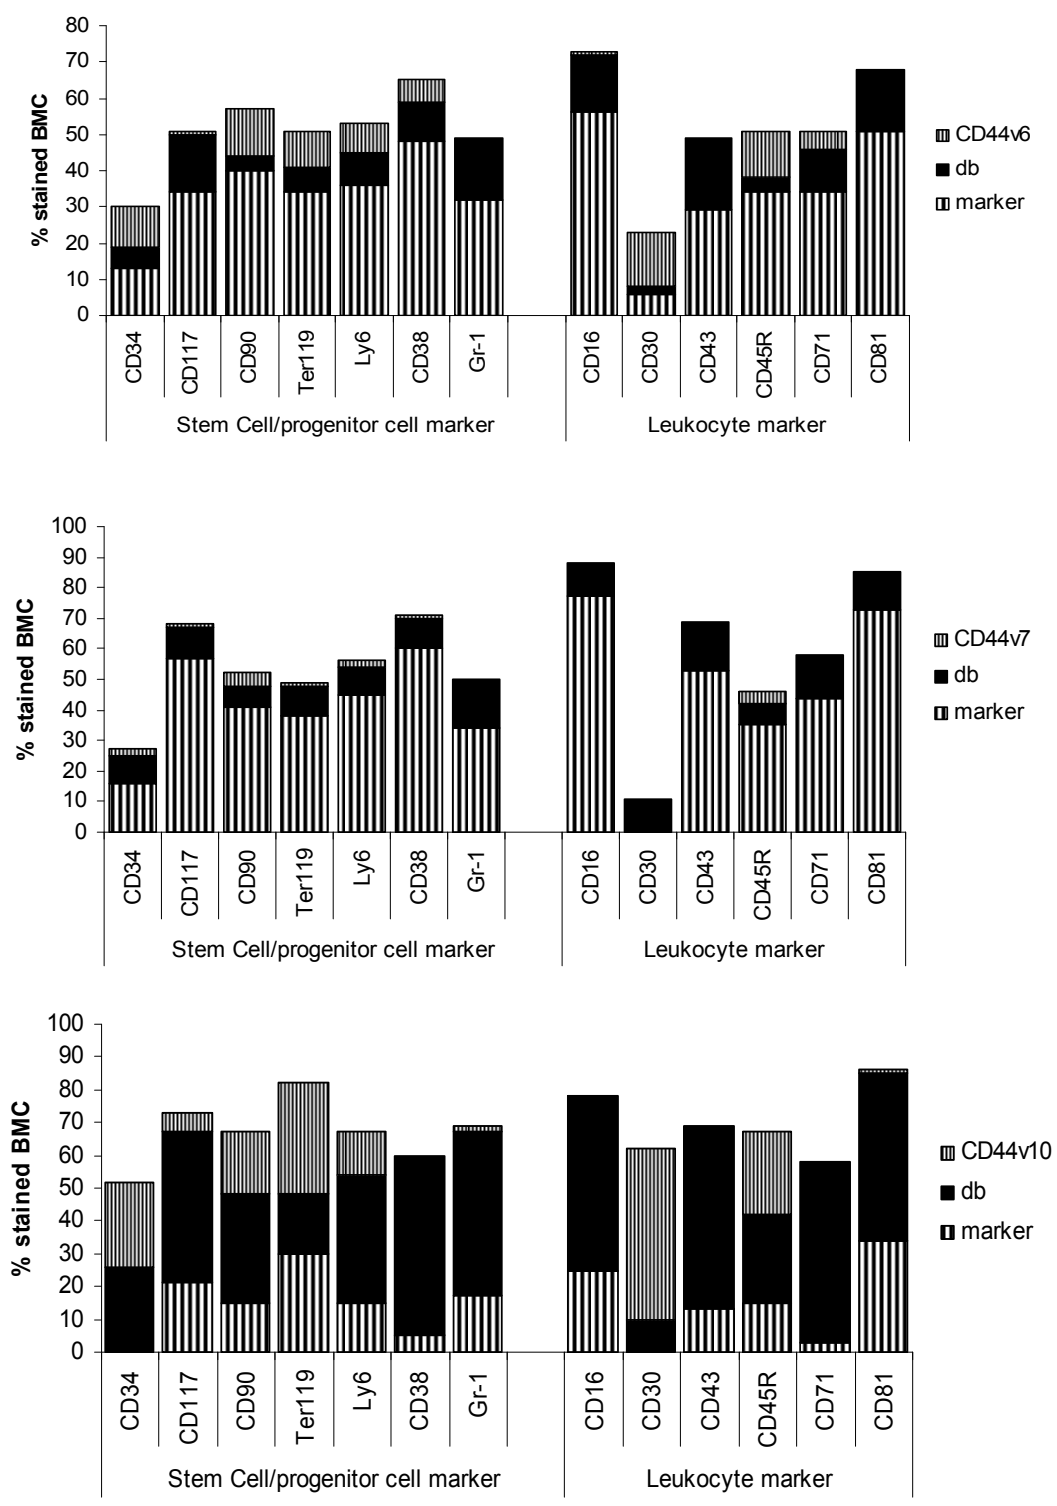 80
70
60
50
40
30
20
10
0
% stained BMC
CD34
CD117
CD90
Ter119
Ly6
CD38
Gr-1
CD16
CD30
CD43
CD45R
CD71
CD81
Stem Cell/progenitor cell marker
Leukocyte marker
CD44v6
db
marker
100
90
80
70
60
50
40
30
20
10
0
% stained BMC
CD34
CD117
CD90
Ter119
Ly6
CD38
Gr-1
CD16
CD30
CD43
CD45R
CD71
CD81
Stem Cell/progenitor cell marker
Leukocyte marker
CD44v7
db
marker
100
90
80
70
60
50
40
30
20
10
0
% stained BMC
CD34
CD117
CD90
Ter119
Ly6
CD38
Gr-1
CD16
CD30
CD43
CD45R
CD71
CD81
Stem Cell/progenitor cell marker
Leukocyte marker
CD44v10
db
marker